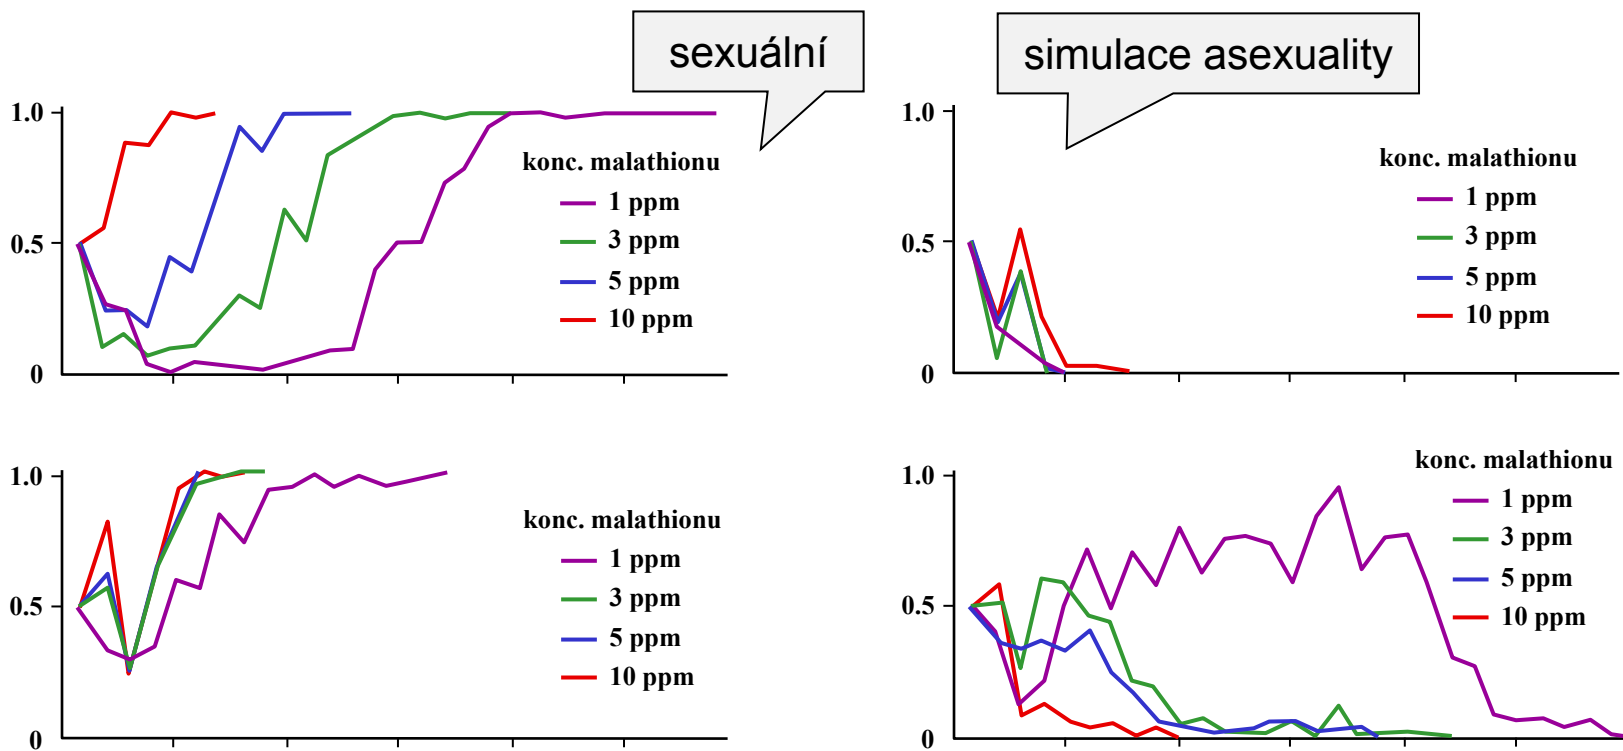 sexuální
simulace asexuality
1.0
0.5
0
konc. malathionu
1 ppm
3 ppm
5 ppm
10 ppm
1.0
0.5
0
konc. malathionu
1 ppm
3 ppm
5 ppm
10 ppm
1.0
0.5
0
konc. malathionu
1 ppm
3 ppm
5 ppm
10 ppm
1.0
0.5
0
konc. malathionu
1 ppm
3 ppm
5 ppm
10 ppm